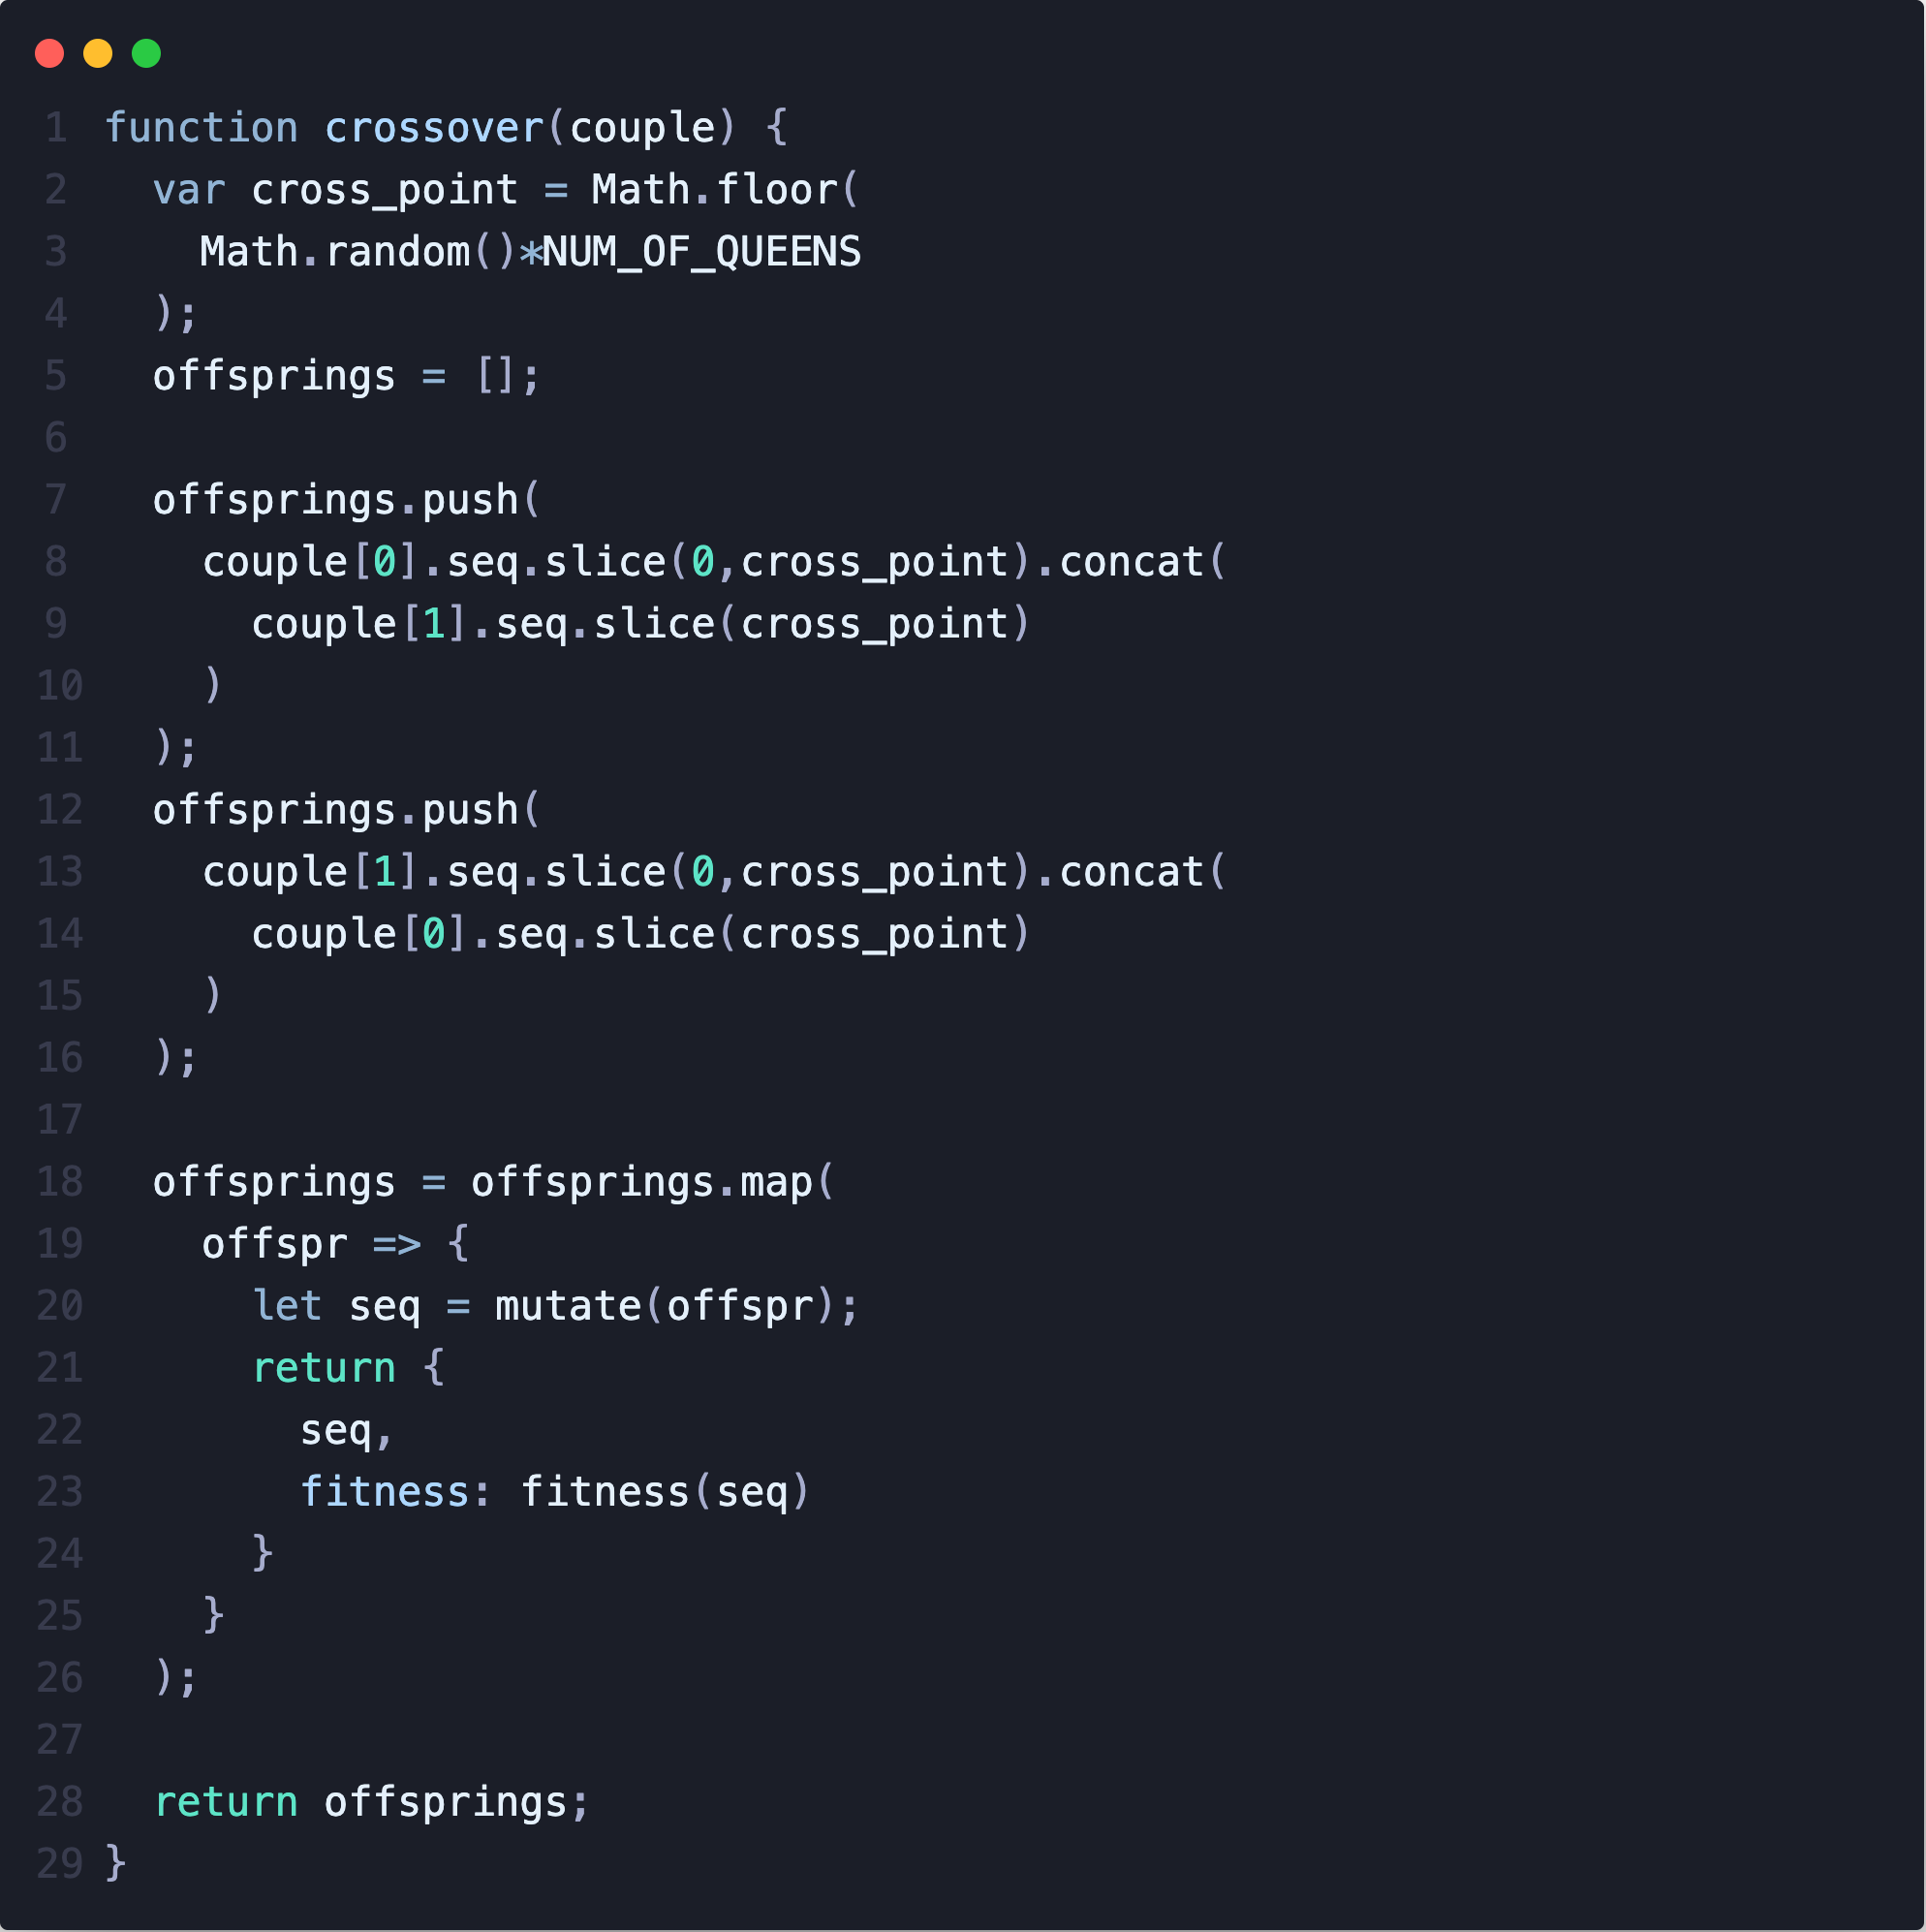 1 function crossover(couple) {
2   var cross_point = Math.floor(
3     Math.random()*NUM_OF_QUEENS
4   );
5   offsprings = [];
6
7   offsprings.push(
8     couple[0].seq.slice(0,cross_point).concat(
9       couple[1].seq.slice(cross_point)
10     )
11   );
12   offsprings.push(
13     couple[1].seq.slice(0,cross_point).concat(
14       couple[0].seq.slice(cross_point)
15     )
16   );
17
18   offsprings = offsprings.map(
19     offspr => {
20       let seq = mutate(offspr);
21       return {
22         seq,
23         fitness: fitness(seq)
24       }
25     }
26   );
27
28   return offsprings;
29 }